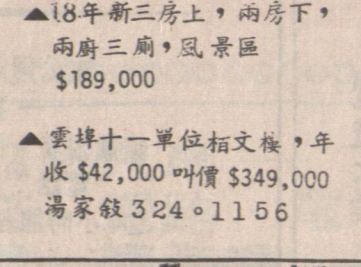 ▲18年新三房上，兩房下，
兩廚三廁，風景區
$189,000
▲雲埠十一單位栢文樓，年
收 $42,000 叫價 $349,000
湯家敍 324。1156